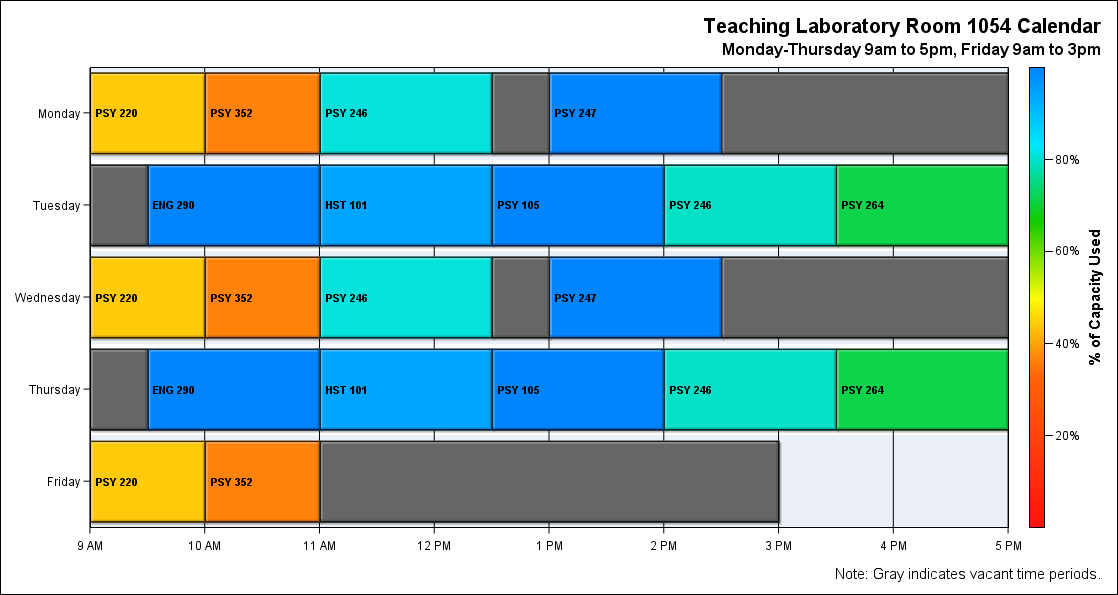 Teaching Laboratory Room 1054 Calendar
Monday-Thursday 9am to 5pm, Friday 9am to 3pm
Monday
PSY 220
PSY 352
PSY 246
PSY 247
Tuesday
ENG 290
HST 101
PSY 105
PSY 246
PSY 264
Wednesday
PSY 220
PSY 352
PSY 246
PSY 247
Thursday
ENG 290
HST 101
PSY 105
PSY 246
PSY 264
Friday
PSY 220
PSY 352
9 AM
10 AM
11 AM
12 PM
1 PM
2 PM
3 PM
4 PM
5 PM
80%
60%
40%
20%
% of Capacity Used
Note: Gray indicates vacant time periods.